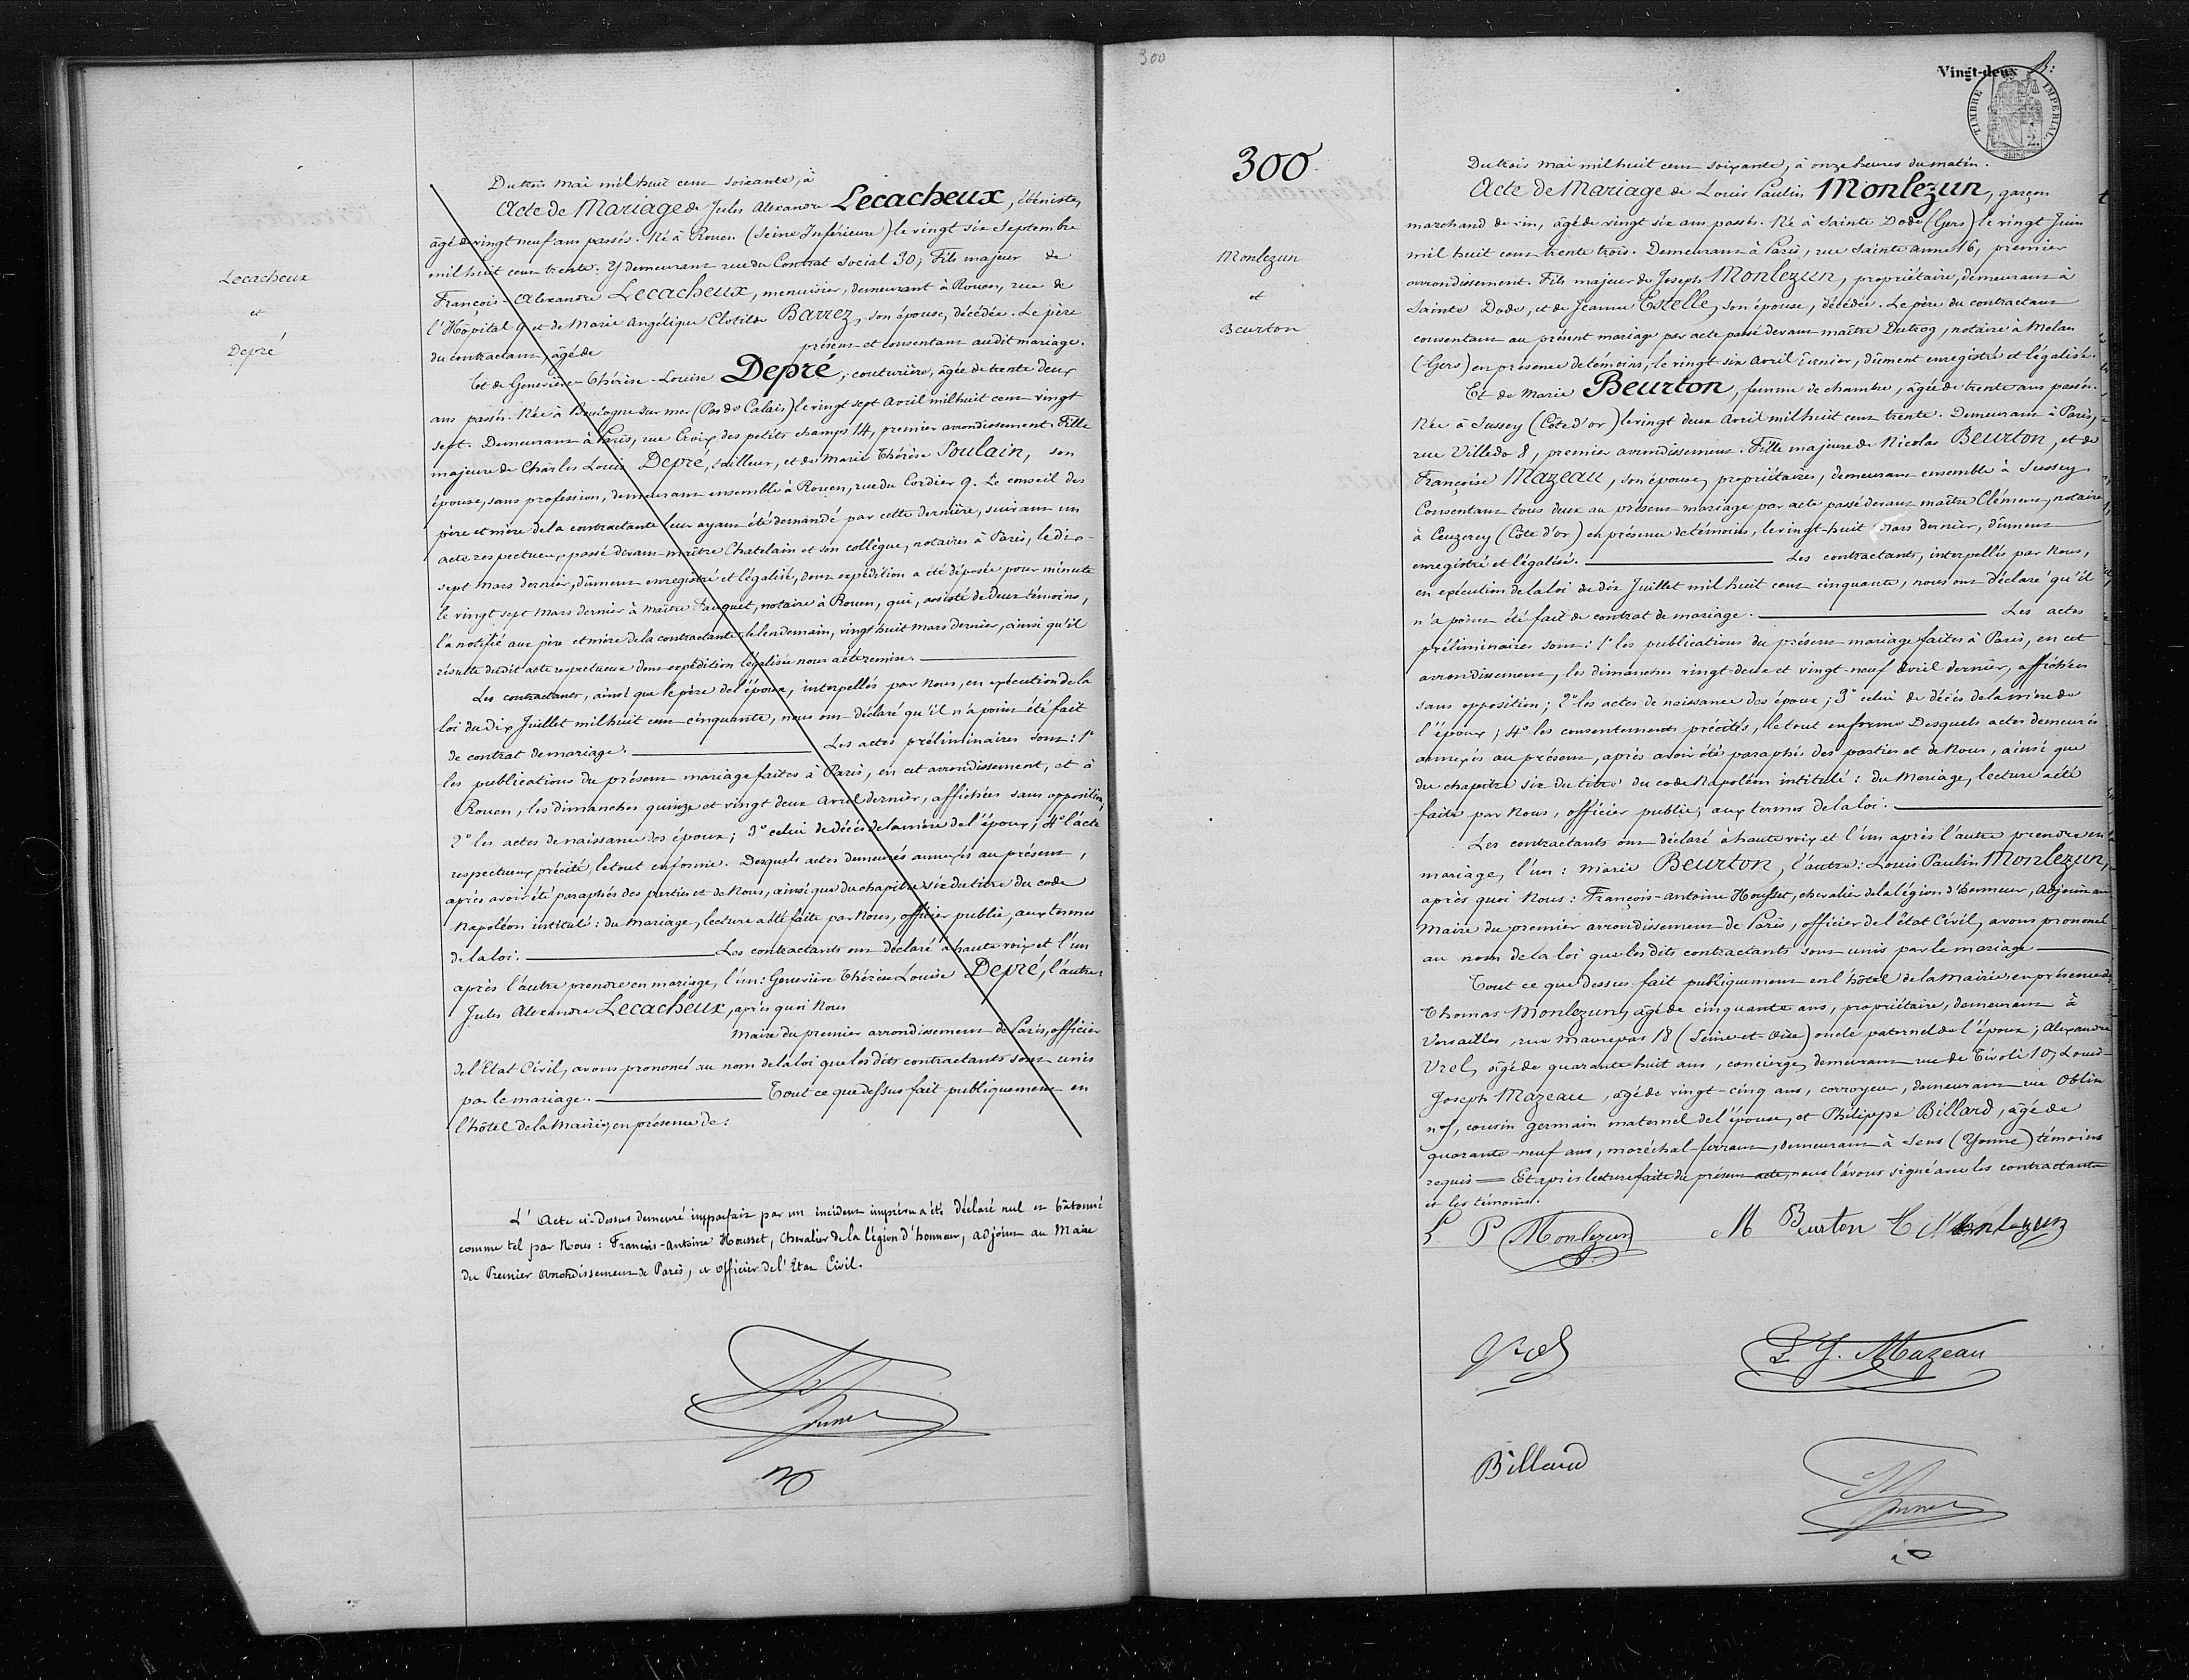 Lecacheux
et
Depré
Du trois mai mil huit cent soixante, à
Acte de Mariage de Jules Alexandre Lecacheux, ébéniste,
âgé de vingt neuf ans passés. Né à Rouen (Seine Inférieure) le vingt six Septembre
mil huit cent trente. Y demeurant rue du Contrat Social 30; Fils majeur de
François-Alexandre Lecacheux, menuisier, demeurant à Rouen, rue de
l'Hôpital 9 et de Marie Angélique Clotilde Barrez, son épouse, décédée. Le père
du contractant, âgé de présent et consentant audit mariage.
Et de Geneviève-Thérèse-Louise Depré, couturière, âgée de trente deux
ans passés. Née à Boulogne sur mer (Pas de Calais) le vingt sept Avril mil huit cent vingt
sept. Demeurant à Paris, rue Croix des petits champs 14, premier arrondissement. Fille
majeure de Charles Louis Depré, tailleur, et de Marie Thérèse Poulain, son
épouse, sans profession, demeurant ensemble à Rouen, rue du Cordier 9. Le conseil des
père et mère de la contractante leur ayant été demandé par cette dernière, suivant un
acte respectueux passé devant maître Chatelain et son collègue, notaires à Paris, le dix-
sept Mars dernier, dûment enregistré et légalisé, dont expédition a été déposée pour minute
le vingt sept Mars dernier à maître Fauquet, notaire à Rouen, qui, assisté de deux témoins,
l'a notifié aux père et mère de la contractante le lendemain, vingt huit Mars dernier, ainsi qu'il
résulte dudit acte respectueux dont expédition légalisée nous a été remise.
Les contractants, ainsi que le père de l'époux, interpellés par Nous, en exécution de la
loi du dix Juillet mil huit cent cinquante, nous ont déclaré qu'il n'a point été fait
de contrat de mariage. Les actes préliminaires sont: 1°
les publications du présent mariage faites à Paris, en cet arrondissement, et à
Rouen, les dimanches quinze et vingt deux Avril dernier, affichées sans opposition,
2° les actes de naissance des époux; 3° celui de décès de la mère de l'époux; 4° l'acte
respectueux précité, le tout en forme. Desquels actes demeurés annexés au présent,
après avoir été paraphés des parties et de Nous, ainsi que du chapitre six du titre du code
Napoléon intitulé: du Mariage, lecture a été faite par Nous, officier public, aux termes
de la loi. Les contractants ont déclaré à haute voix et l'un
après l'autre prendre en mariage, l'un: Geneviève Thérèse Louise Depré, l'autre:
Jules Alexandre Lecacheux, après quoi Nous
Maire du premier arrondissement de Paris, officier
de l'Etat Civil, avons prononcé au nom de la loi que les dits contractants sont unis
par le mariage. Tout ce que dessus fait publiquement en
l'hôtel de la Mairie, en présence de:
L'Acte ci-dessus demeuré imparfait par un incident imprévu a été déclaré nul et bâtonné
comme tel par Nous: François-Antoine Housset, Chevalier de la légion d'honneur, adjoint au Maire
du Premier arrondissement de Paris, et officier de l'Etat Civil.
300
300
Monlezun
et
Beurton
Vingt-deux
TIMBRE IMPERIAL
2.
SEINE
Du trois Mai mil huit cent soixante, à onze heures du matin.
Acte de Mariage de Louis Paulin Monlezun, garçon
marchand de vin, âgé de vingt six ans passés. Né à Sainte Dode (Gers) le vingt Juin
mil huit cent trente trois. Demeurant à Paris, rue Sainte anne 16, premier
arrondissement. Fils majeur de Joseph Monlezun, propriétaire, demeurant à
Sainte Dode, et de Jeanne Estelle, son épouse, décédée. Le père du contractant
consentant au présent mariage par acte passé devant maître Dutrog, notaire à Mielan
(Gers) en présence de témoins, le vingt six avril dernier, dûment enregistré et légalisé.
Et de Marie Beurton, femme de chambre, âgée de trente ans passés.
Née à Sussey (Côte d'or) le vingt deux Avril mil huit cent trente. Demeurant à Paris,
rue Villedo 8, premier arrondissement. Fille majeure de Nicolas Beurton, et de
Françoise Mazeau, son épouse, propriétaires, demeurant ensemble à Sussey.
Consentant tous deux au présent mariage par acte passé devant maître Clément, notaire
à (Côte d'or) en présence de témoins, le vingt-huit Mars dernier, dûment
enregistré et légalisé. Les contractants, interpellés par Nous,
en exécution de la loi du dix Juillet mil huit cent cinquante, nous ont déclaré qu'il
n'a point été fait de contrat de mariage. Les actes
préliminaires sont: 1° les publications du présent mariage faites à Paris, en cet
arrondissement, les dimanches vingt-deux et vingt-neuf Avril dernier, affichées
sans opposition; 2° les actes de naissance des époux; 3° celui de décès de la mère de
l'époux; 4° les consentements précités, le tout en forme Desquels actes demeurés
annexés au présent, après avoir été paraphés des parties et de Nous, ainsi que
du chapitre six du titre du code Napoléon intitulé: du Mariage, lecture a été
faite par Nous, officier public, aux termes de la loi.
Les contractants ont déclaré à haute voix et l'un après l'autre prendre en
mariage, l'un: Marie Beurton, l'autre: Louis Paulin Monlezun,
après quoi Nous: François-Antoine Housset, chevalier de la légion d'honneur, Adjoint au
Maire du premier arrondissement de Paris, officier de l'état Civil, avons prononcé
au nom de la loi que les dits contractants sont unis par le mariage
Tout ce que dessus fait publiquement en l'hôtel de la Mairie en présence de:
Thomas Monlezun, âgé de cinquante ans, propriétaire, demeurant à
Versailles, rue Maurepas 18 (Seine-et-Oise) oncle paternel de l'époux; Alexandre
Vrel, âgé de quarante huit ans, concierge, demeurant rue de Tivoli 10; Louis-
Joseph Mazeau, âgé de vingt-cinq ans, corroyeur, demeurant rue Oblin
n° 1, cousin germain maternel de l'épouse, et Philippe Billard, âgé de
quarante-neuf ans, maréchal-ferrant, demeurant à Sens (Yonne) témoins
requis Et après lecture faite du présent acte, nous l'avons signé avec les contractants
et les témoins.
L P Monlezun M Burton T Monlezun
Vrel L J. Mazeau
Billard